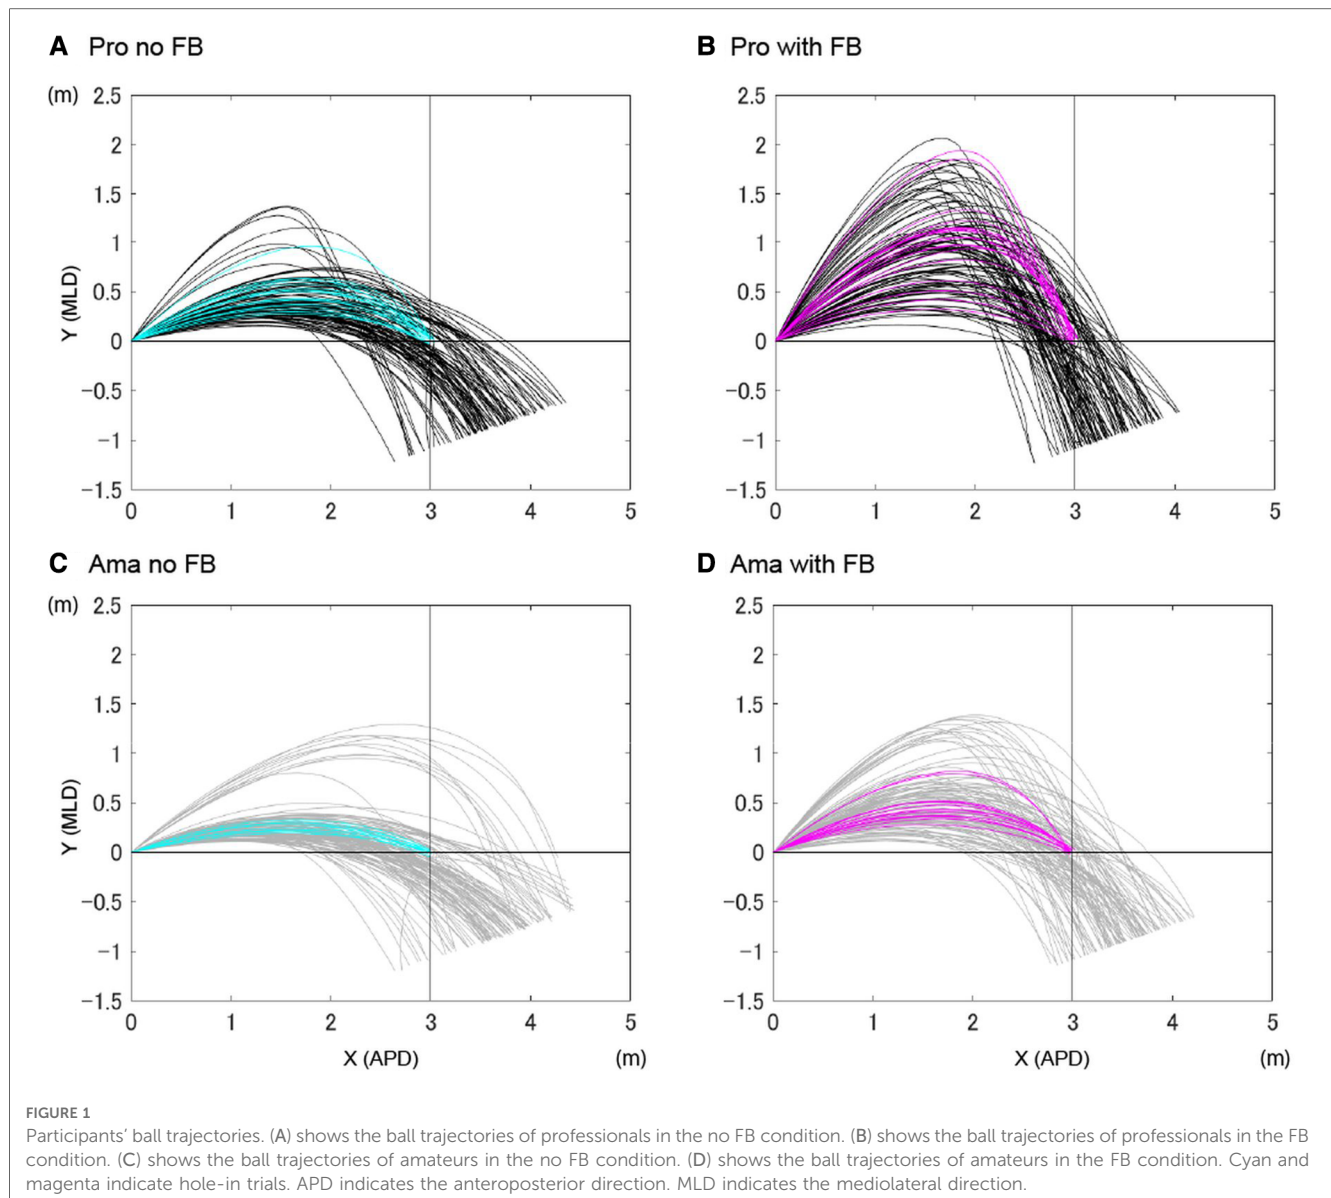 A Pro no FB
B Pro with FB
(m)
2.5
2
1.5
1
0.5
0
−0.5
−1
−1.5
Y (MLD)
0 1 2 3 4 5
2.5
2
1.5
1
0.5
0
−0.5
−1
−1.5
0 1 2 3 4 5
C Ama no FB
D Ama with FB
(m)
2.5
2
1.5
1
0.5
0
−0.5
−1
−1.5
Y (MLD)
0 1 2 3 4 5
X (APD) (m)
2.5
2
1.5
1
0.5
0
−0.5
−1
−1.5
0 1 2 3 4 5
X (APD) (m)
FIGURE 1
Participants' ball trajectories. (A) shows the ball trajectories of professionals in the no FB condition. (B) shows the ball trajectories of professionals in the FB
condition. (C) shows the ball trajectories of amateurs in the no FB condition. (D) shows the ball trajectories of amateurs in the FB condition. Cyan and
magenta indicate hole-in trials. APD indicates the anteroposterior direction. MLD indicates the mediolateral direction.